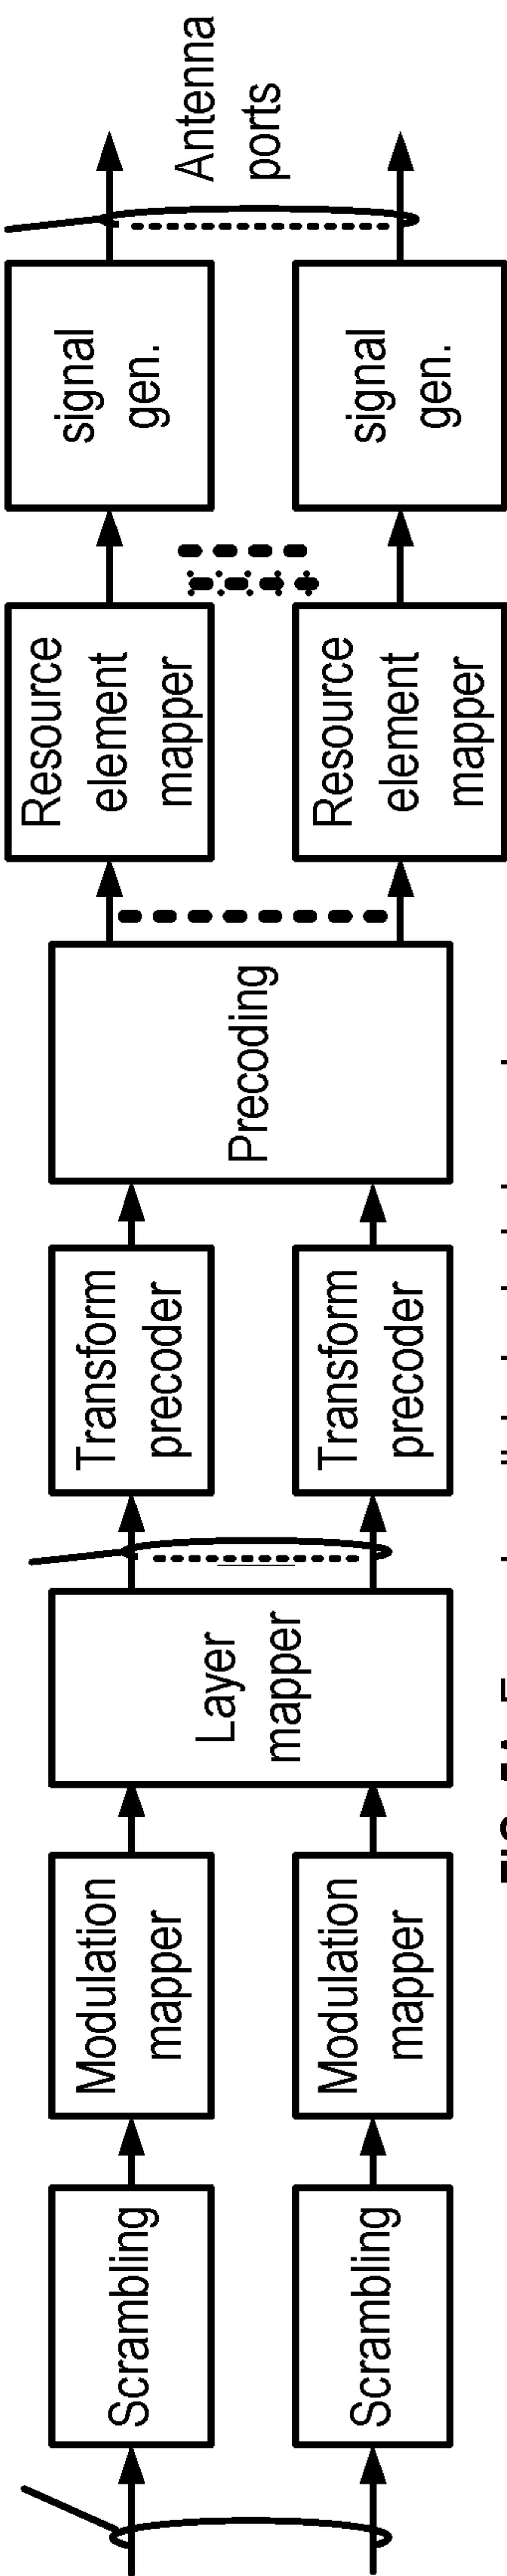 Scrambling
Modulation
mapper
Layer
mapper
Transform
precoder
Precoding
Resource
element
mapper
signal
gen.
Antenna
ports
Scrambling
Modulation
mapper
Transform
precoder
Resource
element
mapper
signal
gen.